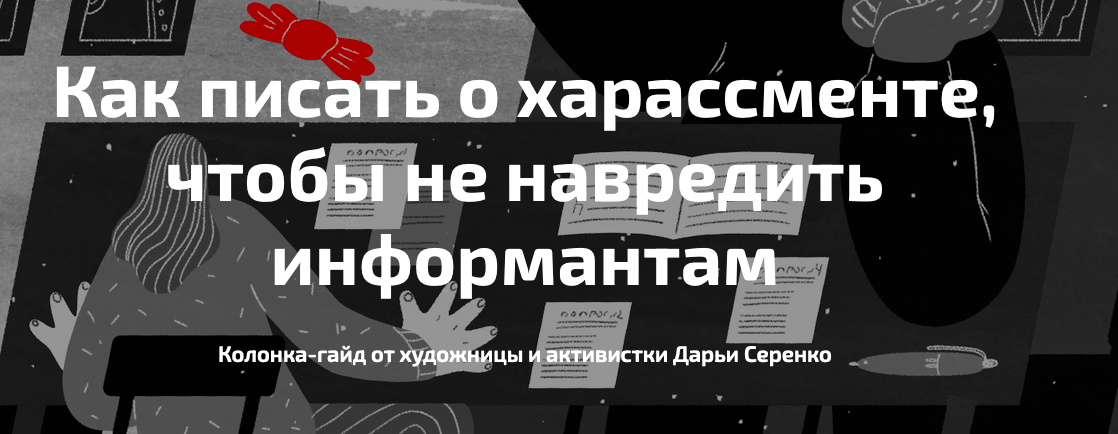 Как писать о харассменте,
чтобы не навредить
информантам
Колонка-гайд от художницы и активистки Дарьи Серенко